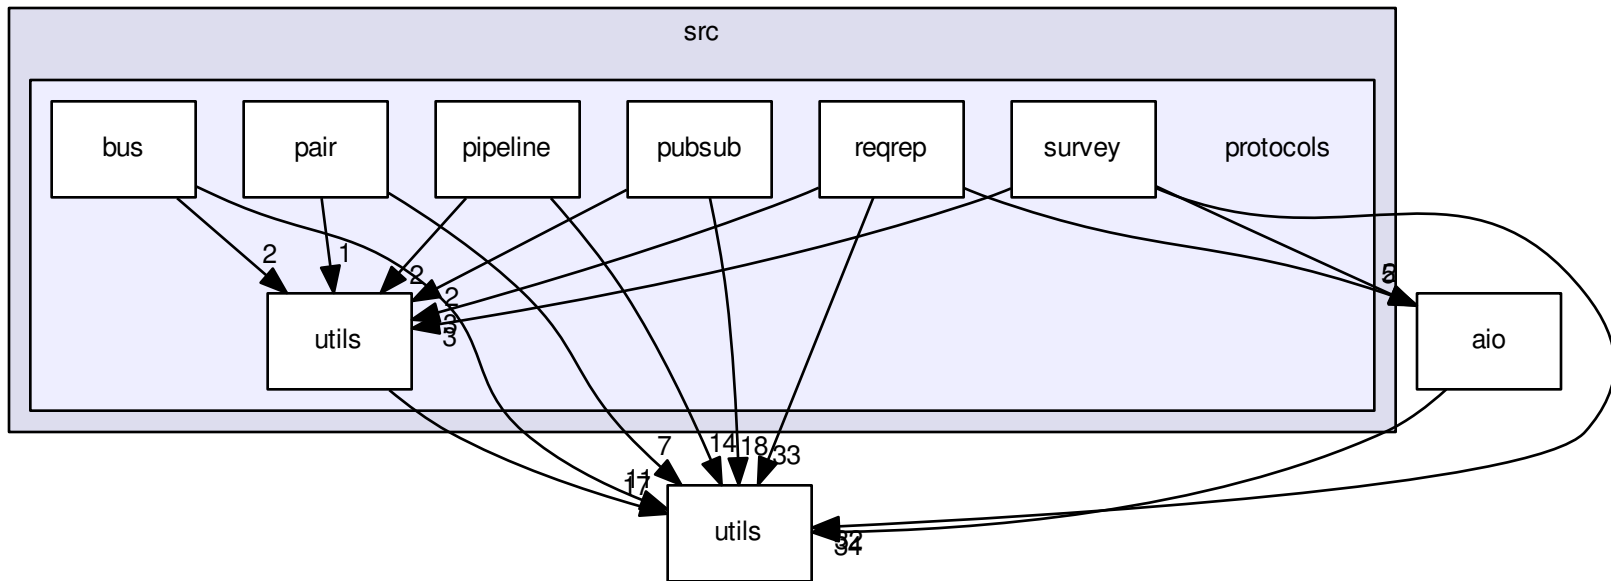 src
bus
pair
pipeline
pubsub
reqrep
survey
protocols
2
1
2
2
3
utils
aio
7
14
18
33
utils